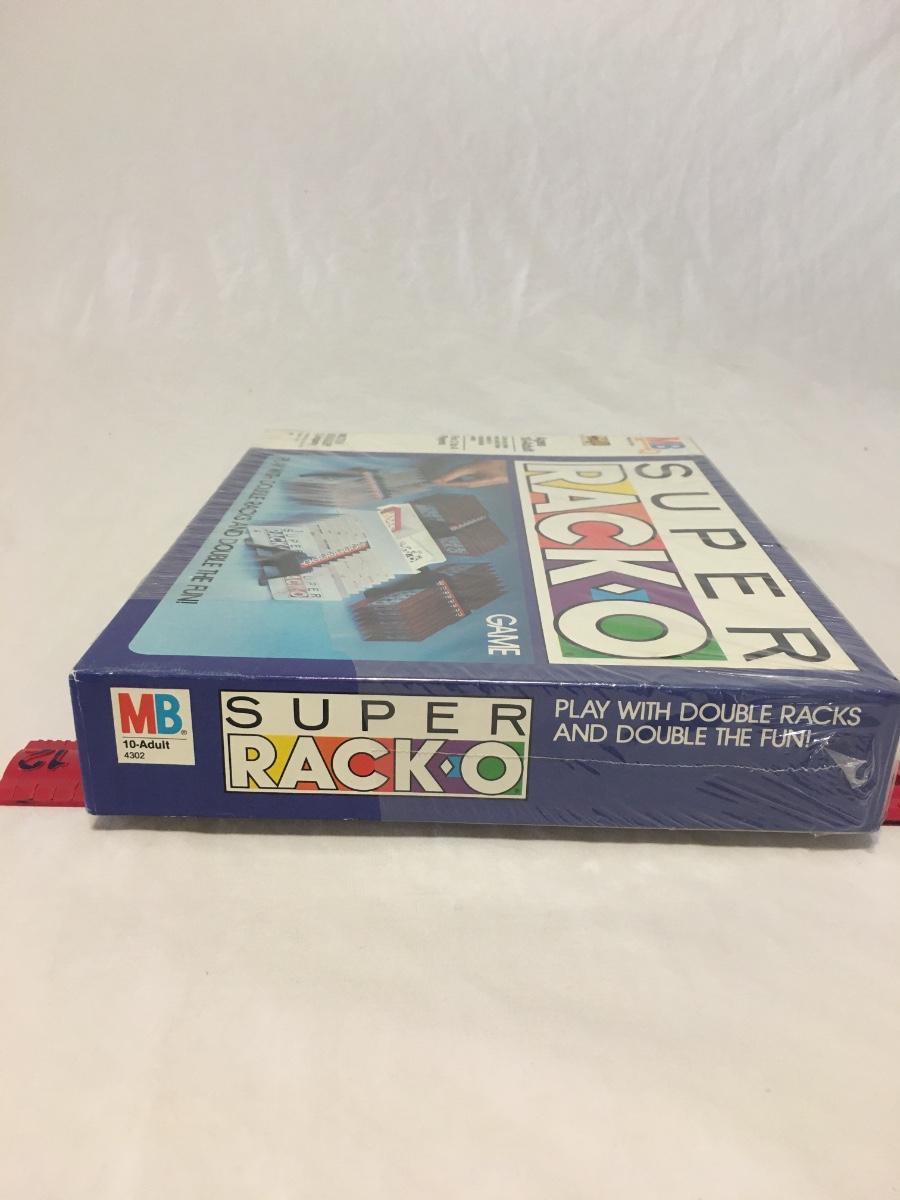 MB
SUPER
RACK-O
GAME
PLAY WITH DOUBLE RACKS AND DOUBLE THE FUN!
MB®
10-Adult
4302
SUPER
RACK-O
PLAY WITH DOUBLE RACKS
AND DOUBLE THE FUN!
12